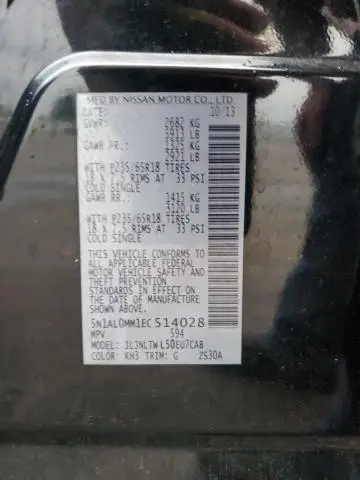 MFD BY NISSAN MOTOR CO., LTD.
DATE: 10/13
GVWR: 2682 KG
5913 LB
GAWR FR.: 1325 KG
2921 LB
WITH P235/65R18 TIRES
18 X 7.5 RIMS AT 33 PSI
COLD SINGLE
GAWR RR.: 1415 KG
3120 LB
WITH P235/65R18 TIRES
18 X 7.5 RIMS AT 33 PSI
COLD SINGLE
THIS VEHICLE CONFORMS TO
ALL APPLICABLE FEDERAL
MOTOR VEHICLE SAFETY AND
THEFT PREVENTION
STANDARDS IN EFFECT ON
THE DATE OF MANUFACTURE
SHOWN ABOVE.
5N1AL0MM1EC514028
MPV 594
MODEL: JLJNLTWL50EU7CAB
COLOR: KH3 TRIM: G ZS30A